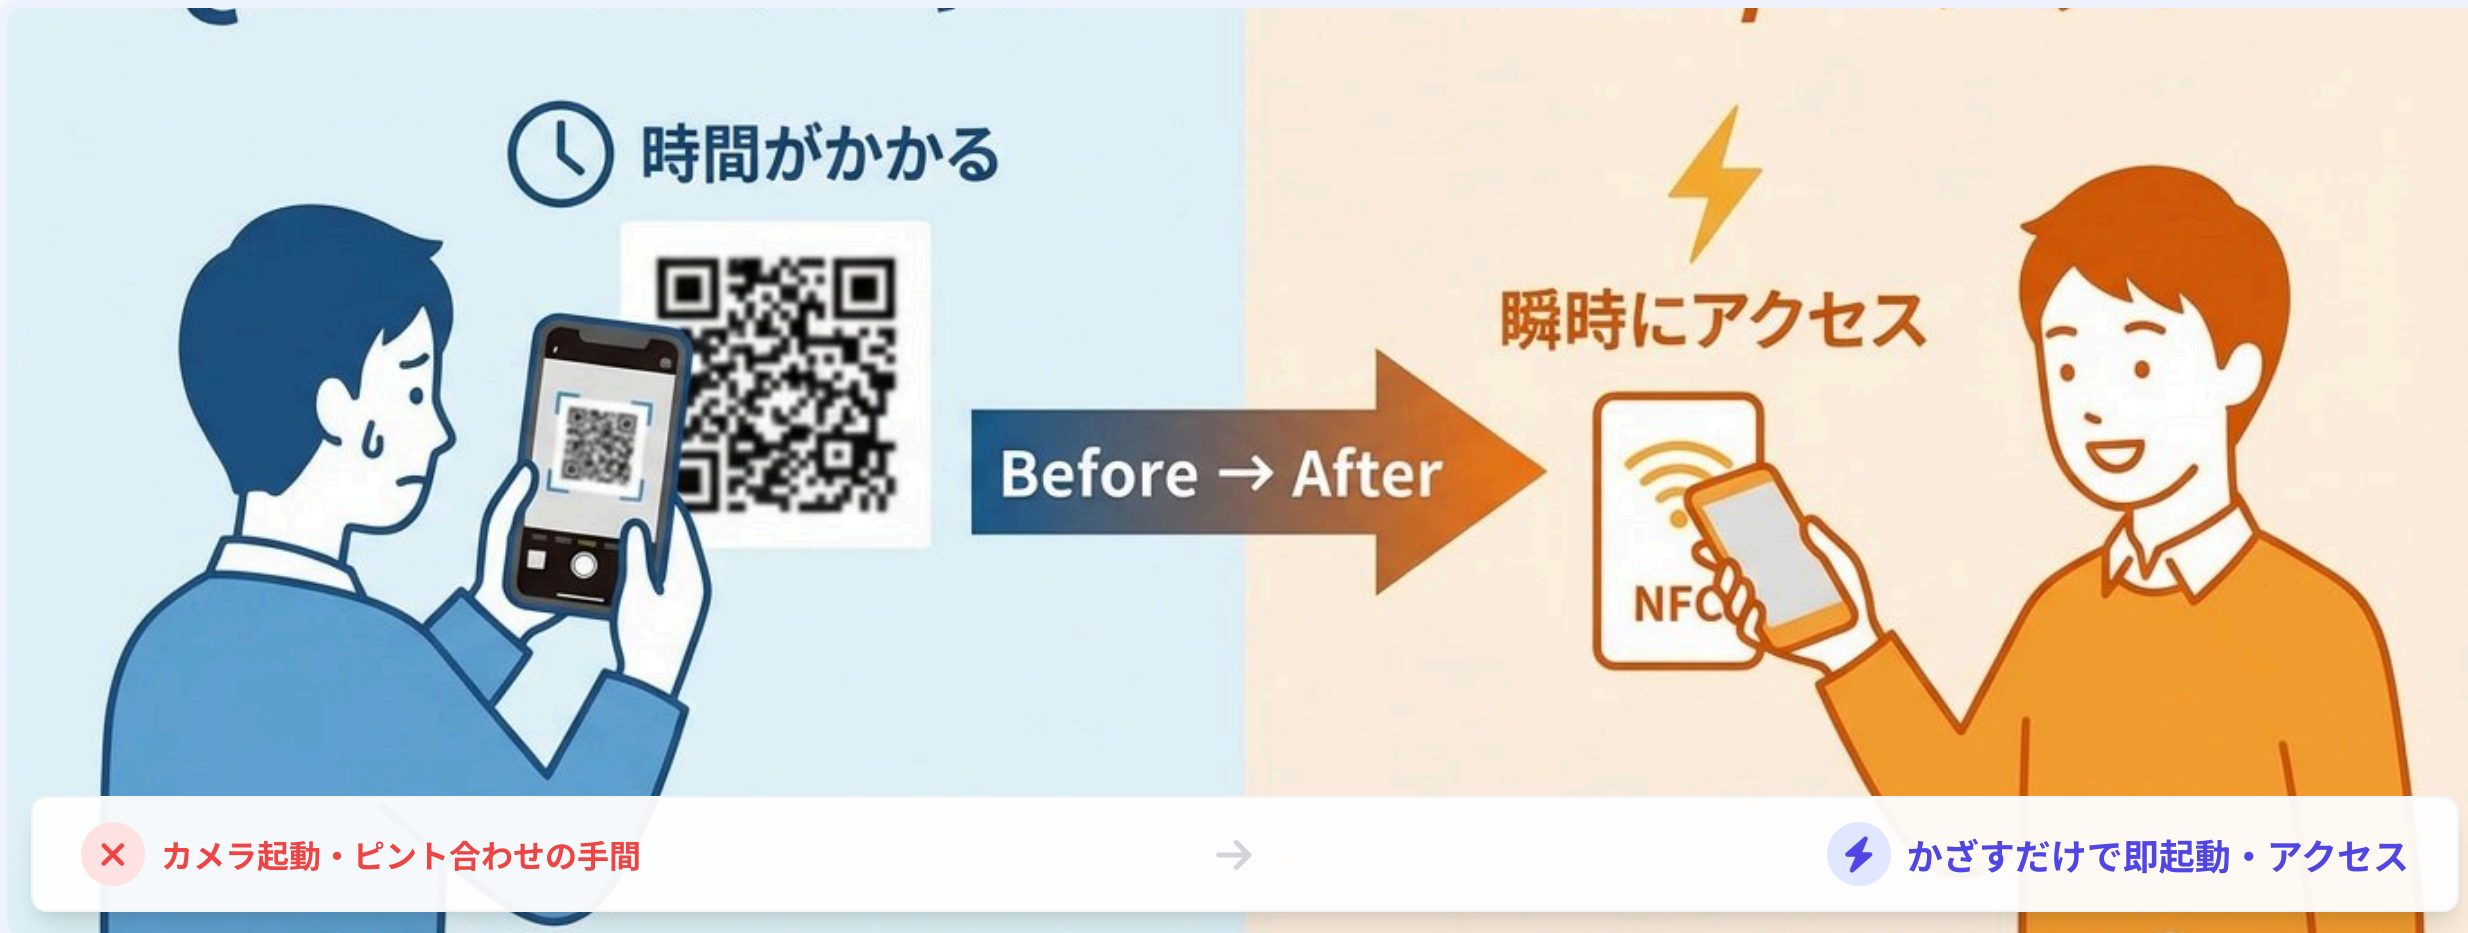 時間がかかる
Before → After
瞬時にアクセス
NFC
カメラ起動・ピント合わせの手間
→
かざすだけで即起動・アクセス